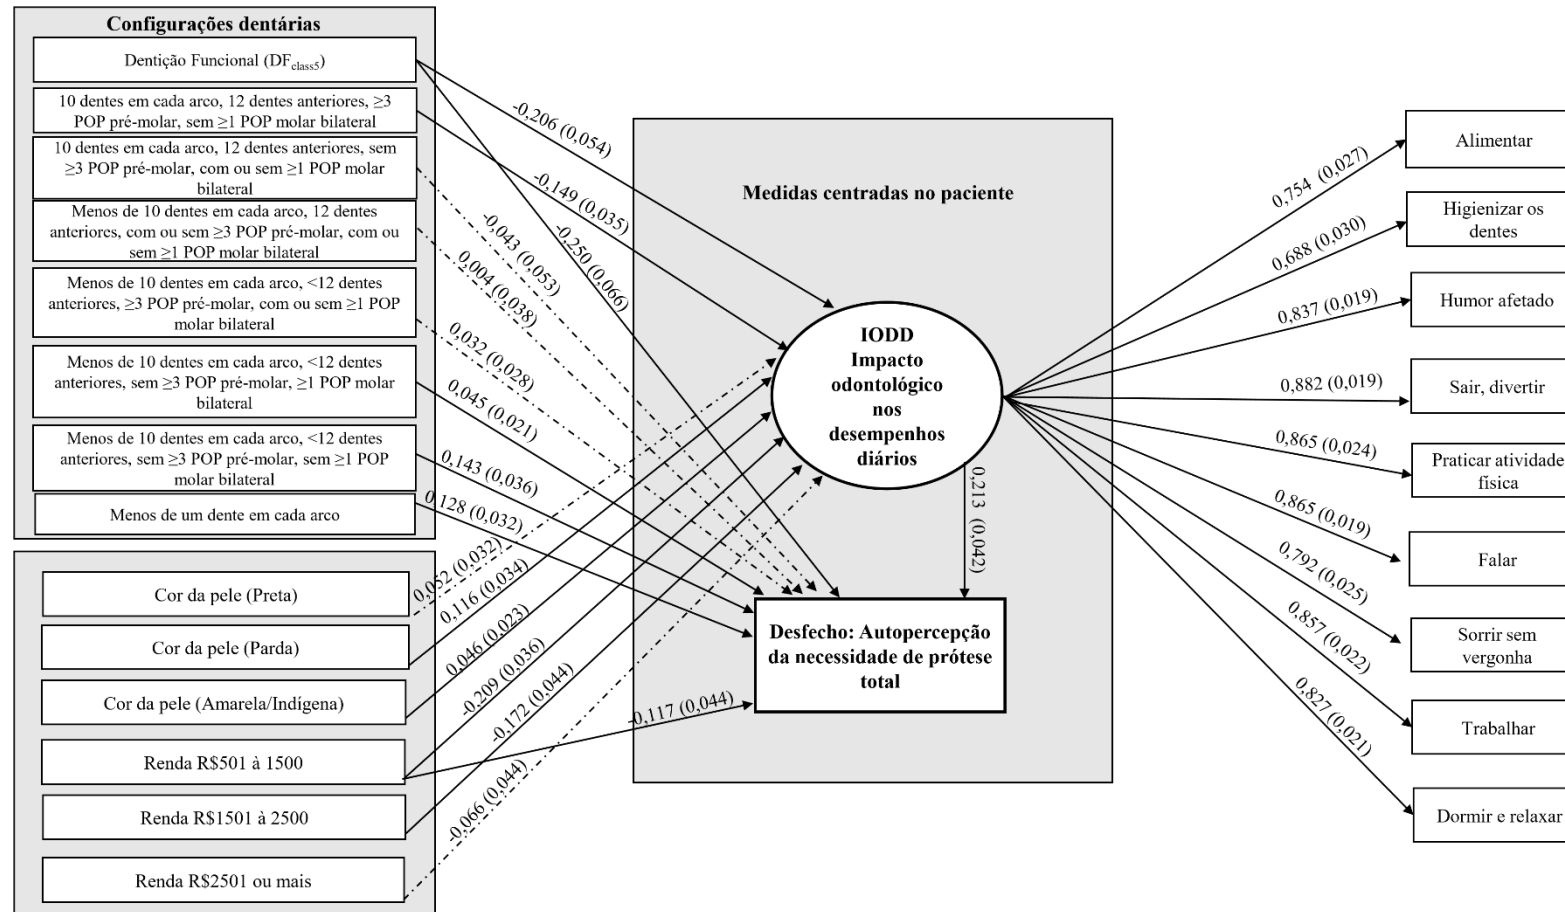 Configurações dentárias
Dentição Funcional (DFclass5)
10 dentes em cada arco, 12 dentes anteriores, ≥3
POP pré-molar, sem ≥1 POP molar bilateral
10 dentes em cada arco, 12 dentes anteriores, sem
≥3 POP pré-molar, com ou sem ≥1 POP molar
bilateral
Menos de 10 dentes em cada arco, 12 dentes
anteriores, com ou sem ≥3 POP pré-molar, com ou
sem ≥1 POP molar bilateral
Menos de 10 dentes em cada arco, <12 dentes
anteriores, ≥3 POP pré-molar, com ou sem ≥1 POP
molar bilateral
Menos de 10 dentes em cada arco, <12 dentes
anteriores, sem ≥3 POP pré-molar, ≥1 POP molar
bilateral
Menos de 10 dentes em cada arco, <12 dentes
anteriores, sem ≥3 POP pré-molar, sem ≥1 POP
molar bilateral
Menos de um dente em cada arco
Cor da pele (Preta)
Cor da pele (Parda)
Cor da pele (Amarela/Indígena)
Renda R$501 à 1500
Renda R$1501 à 2500
Renda R$2501 ou mais
-0,206 (0,054)
-0,149 (0,035)
-0,250 (0,066)
-0,043 (0,053)
0,004 (0,038)
0,032 (0,028)
0,045 (0,021)
0,143 (0,036)
0,128 (0,032)
0,052 (0,032)
0,116 (0,034)
0,046 (0,023)
-0,209 (0,036)
-0,172 (0,044)
-0,117 (0,044)
-0,066 (0,044)
Medidas centradas no paciente
IODD
Impacto
odontológico
nos
desempenhos
diários
0,213 (0,042)
Desfecho: Autopercepção
da necessidade de prótese
total
0,754 (0,027)
0,688 (0,030)
0,837 (0,019)
0,882 (0,019)
0,865 (0,024)
0,865 (0,019)
0,792 (0,025)
0,857 (0,022)
0,827 (0,021)
Alimentar
Higienizar os
dentes
Humor afetado
Sair, divertir
Praticar atividade
física
Falar
Sorrir sem
vergonha
Trabalhar
Dormir e relaxar